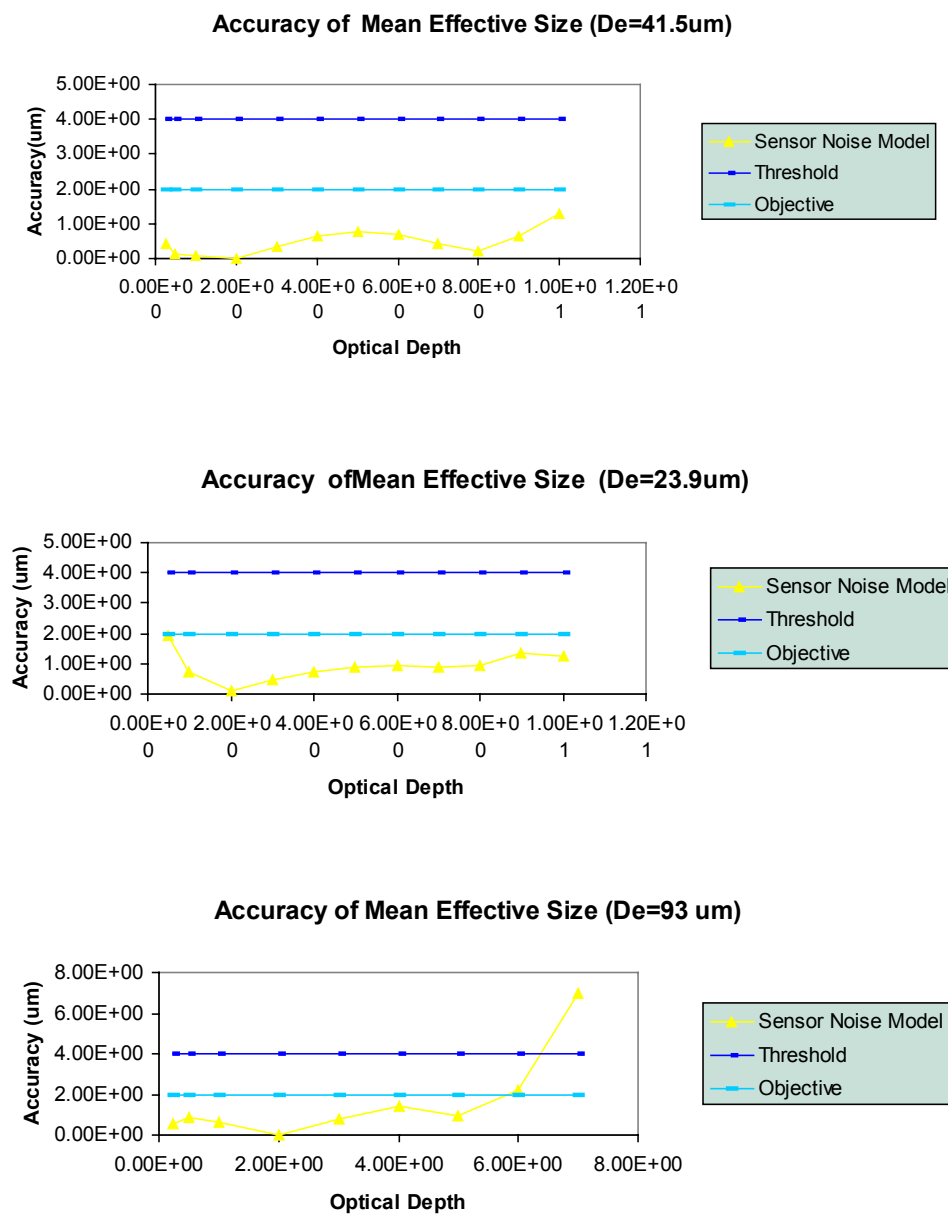 Accuracy of Mean Effective Size (De=41.5um)
5.00E+00
4.00E+00
3.00E+00
2.00E+00
1.00E+00
0.00E+00
Accuracy(um)
0.00E+0 2.00E+0 4.00E+0 6.00E+0 8.00E+0 1.00E+0 1.20E+0
0 0 0 0 0 1 1
Optical Depth
Sensor Noise Model
Threshold
Objective
Accuracy ofMean Effective Size (De=23.9um)
5.00E+00
4.00E+00
3.00E+00
2.00E+00
1.00E+00
0.00E+00
Accuracy (um)
0.00E+0 2.00E+0 4.00E+0 6.00E+0 8.00E+0 1.00E+0 1.20E+0
0 0 0 0 0 1 1
Optical Depth
Sensor Noise Model
Threshold
Objective
Accuracy of Mean Effective Size (De=93 um)
8.00E+00
6.00E+00
4.00E+00
2.00E+00
0.00E+00
Accuracy (um)
0.00E+00 2.00E+00 4.00E+00 6.00E+00 8.00E+00
Optical Depth
Sensor Noise Model
Threshold
Objective